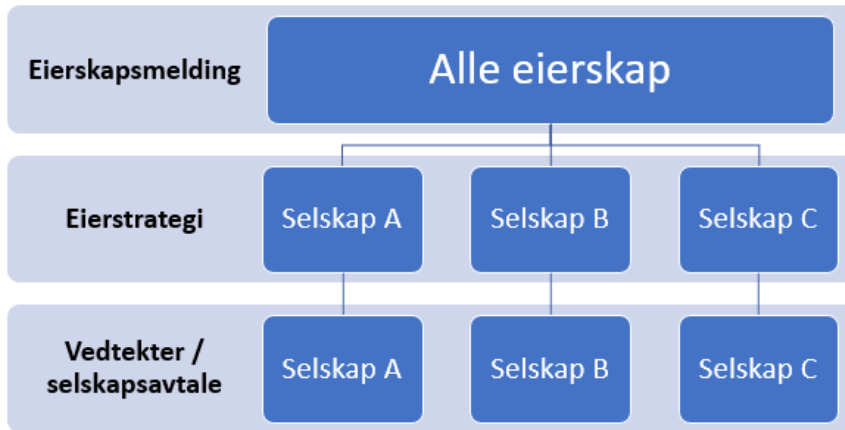 Eierskapsmelding
Alle eierskap
Eierstrategi
Selskap A
Selskap B
Selskap C
Vedtekter /
selskapsavtale
Selskap A
Selskap B
Selskap C